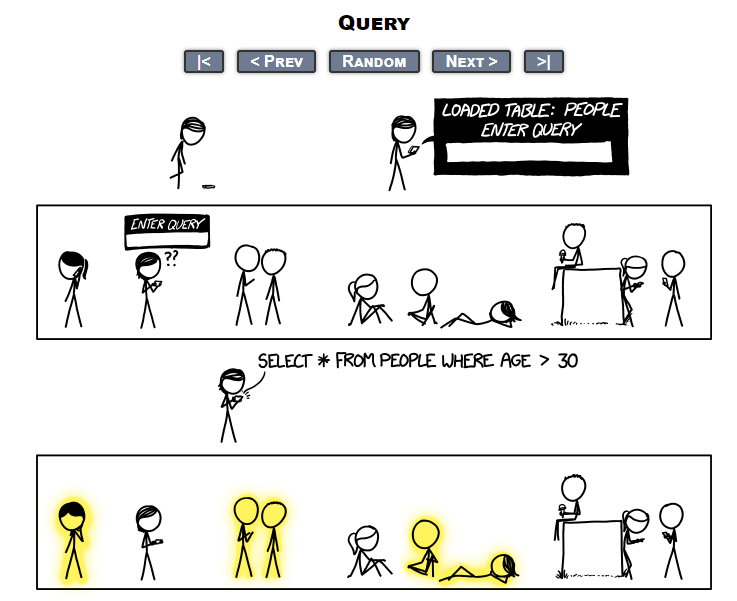 Query
|<
< Prev
Random
Next >
>|
LOADED TABLE: PEOPLE
ENTER QUERY
ENTER QUERY
??
SELECT * FROM PEOPLE WHERE AGE > 30